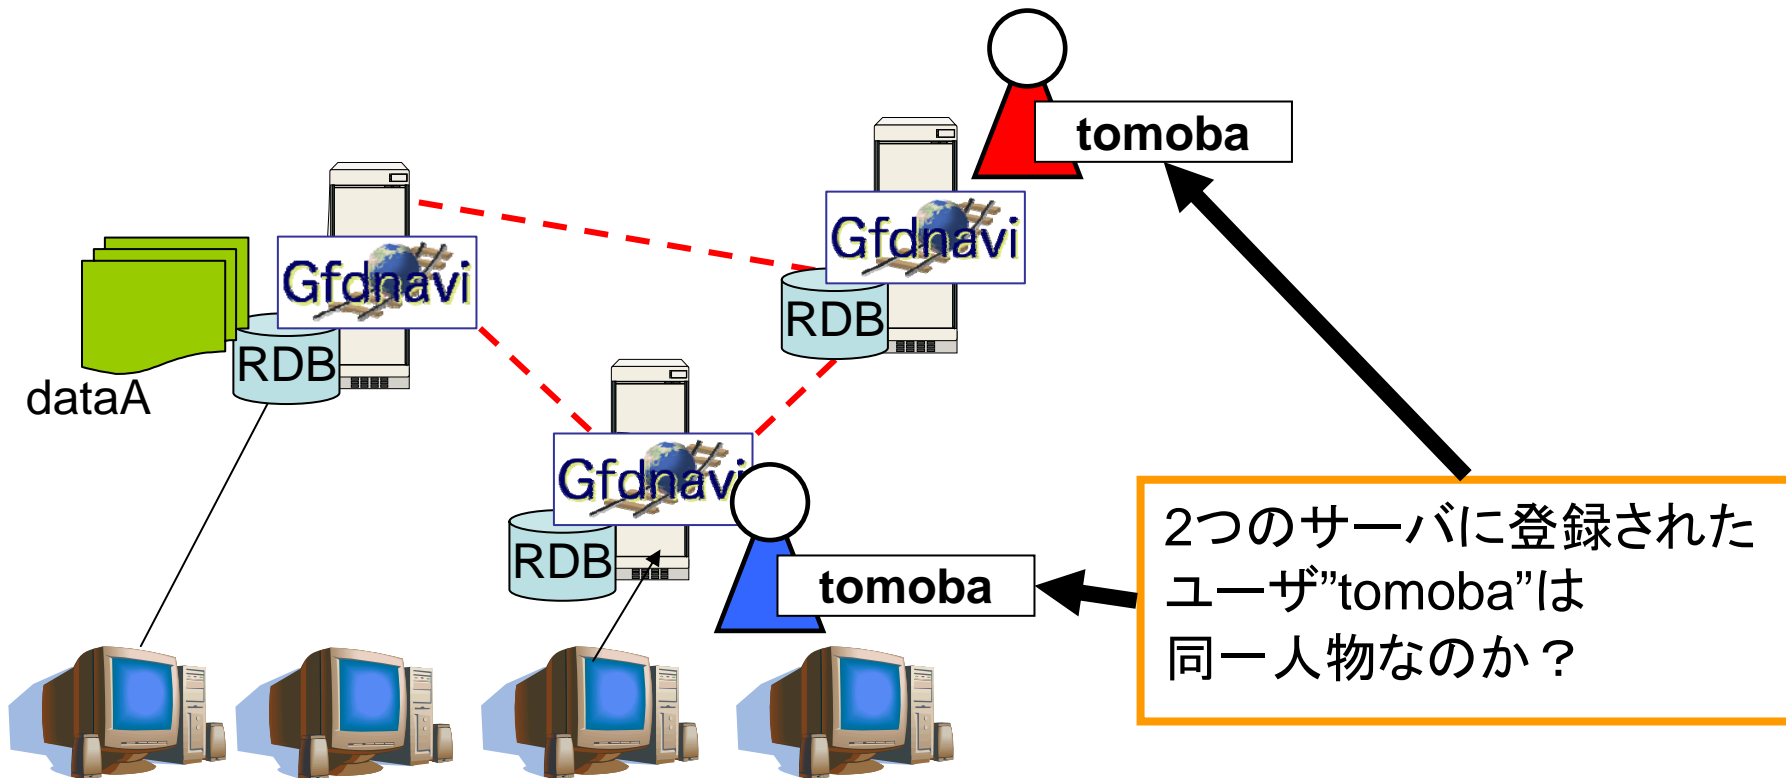 tomoba
Gfdnavi
RDB
Gfdnavi
RDB
dataA
Gfdnavi
RDB
tomoba
2つのサーバに登録された
ユーザ”tomoba”は
同一人物なのか？